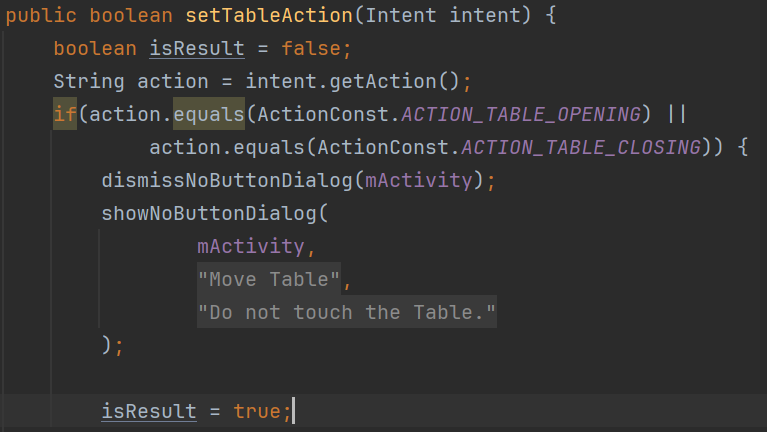 public boolean setTableAction(Intent intent) {
    boolean isResult = false;
    String action = intent.getAction();
    if(action.equals(ActionConst.ACTION_TABLE_OPENING) ||
            action.equals(ActionConst.ACTION_TABLE_CLOSING)) {
        dismissNoButtonDialog(mActivity);
        showNoButtonDialog(
                mActivity,
                "Move Table",
                "Do not touch the Table."
        );
        isResult = true;